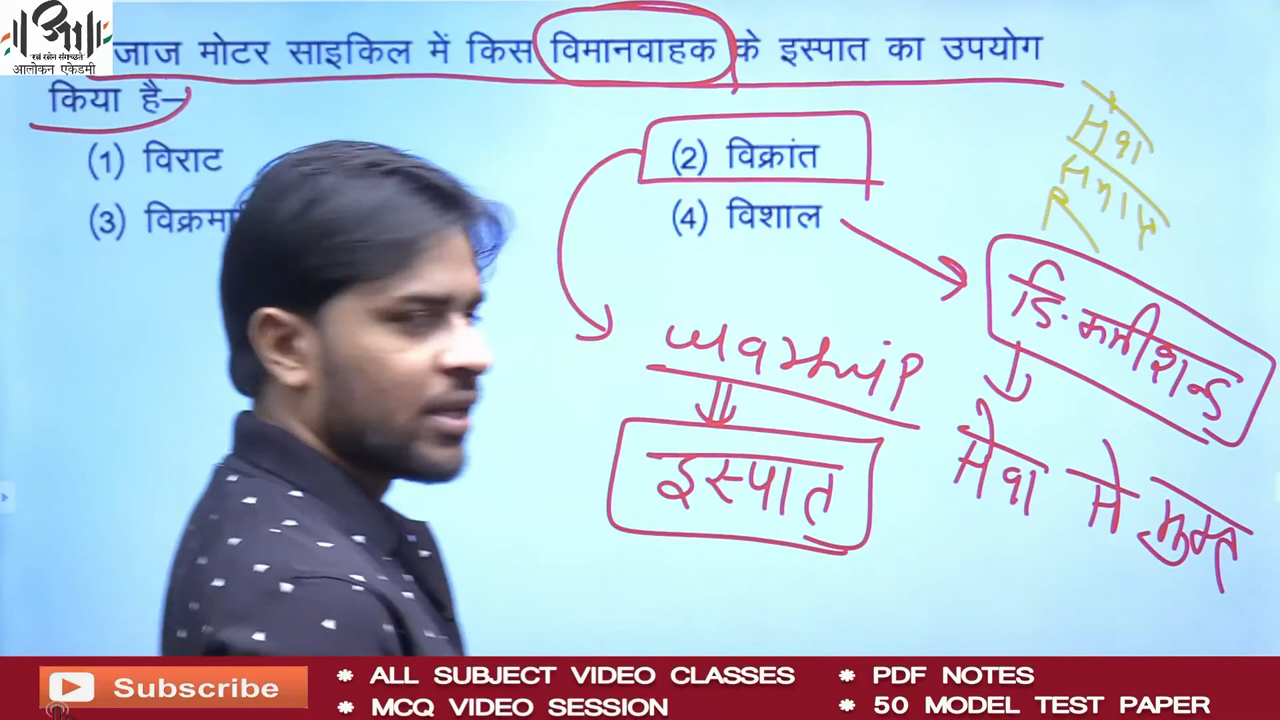 जाज मोटर साइकिल में किस विमानवाहक के इस्पात का उपयोग
किया है–
(1) विराट
(2) विक्रांत
(3) विक्रमा
(4) विशाल
आलोकन एकेडमी
सेवा
समाप्त
डि. कमीशन्ड
warship
इस्पात
सेवा से मुक्त
Subscribe
* ALL SUBJECT VIDEO CLASSES
* PDF NOTES
* MCQ VIDEO SESSION
* 50 MODEL TEST PAPER